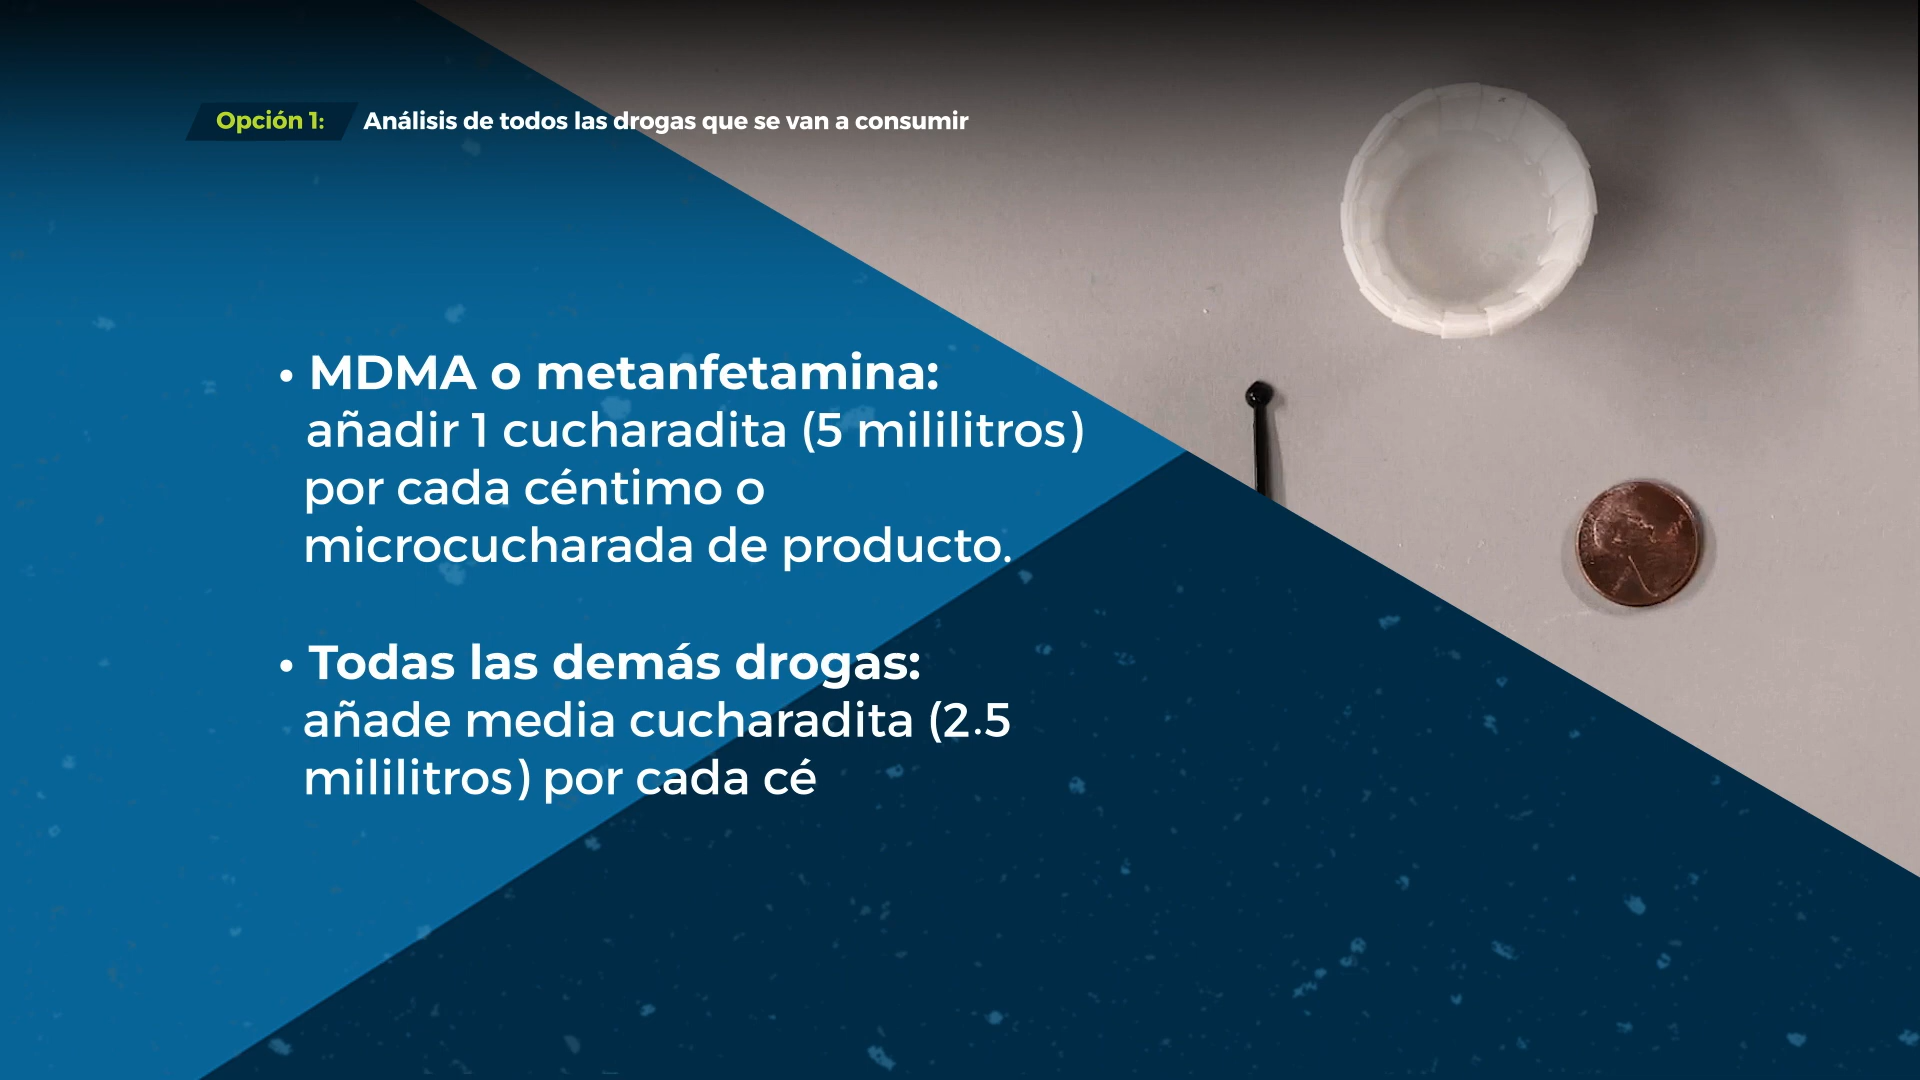 Opción 1: Análisis de todos las drogas que se van a consumir
• MDMA o metanfetamina:
añadir 1 cucharadita (5 mililitros)
por cada céntimo o
microcucharada de producto.
• Todas las demás drogas:
añade media cucharadita (2.5
mililitros) por cada cé